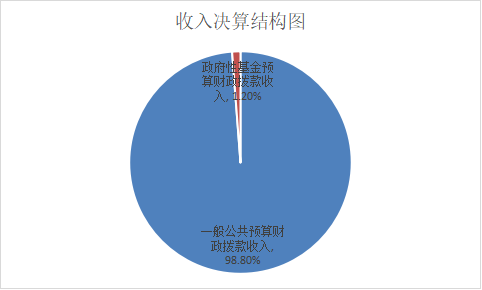 收入决算结构图
政府性基金预
算财政拨款收
入, 1.20%
一般公共预算财
政拨款收入,
98.80%